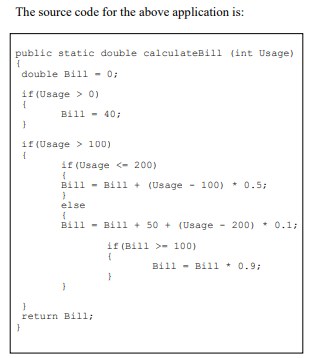 The source code for the above application is:
public static double calculateBill (int Usage)
{
double Bill = 0;
if(Usage > 0)
{
Bill = 40;
}
if(Usage > 100)
{
if(Usage <= 200)
{
Bill = Bill + (Usage - 100) * 0.5;
}
else
{
Bill = Bill + 50 + (Usage - 200) * 0.1;
if(Bill >= 100)
{
Bill = Bill * 0.9;
}
}
}
return Bill;
}